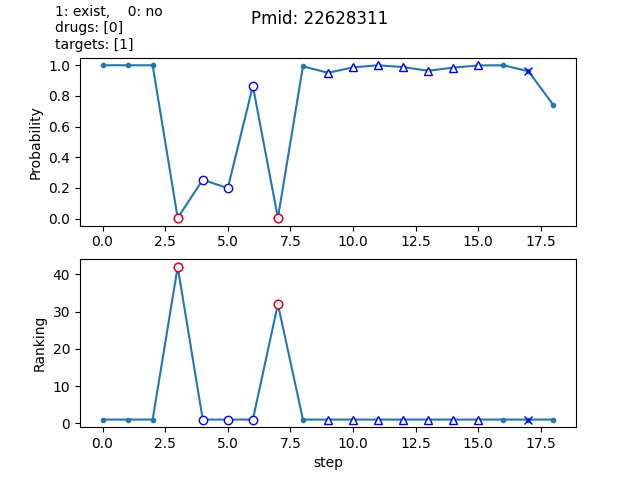 1: exist,    0: no
drugs: [0]
targets: [1]
Pmid: 22628311
Probability
1.0
0.8
0.6
0.4
0.2
0.0
0.0 2.5 5.0 7.5 10.0 12.5 15.0 17.5
Ranking
40
30
20
10
0
0.0 2.5 5.0 7.5 10.0 12.5 15.0 17.5
step